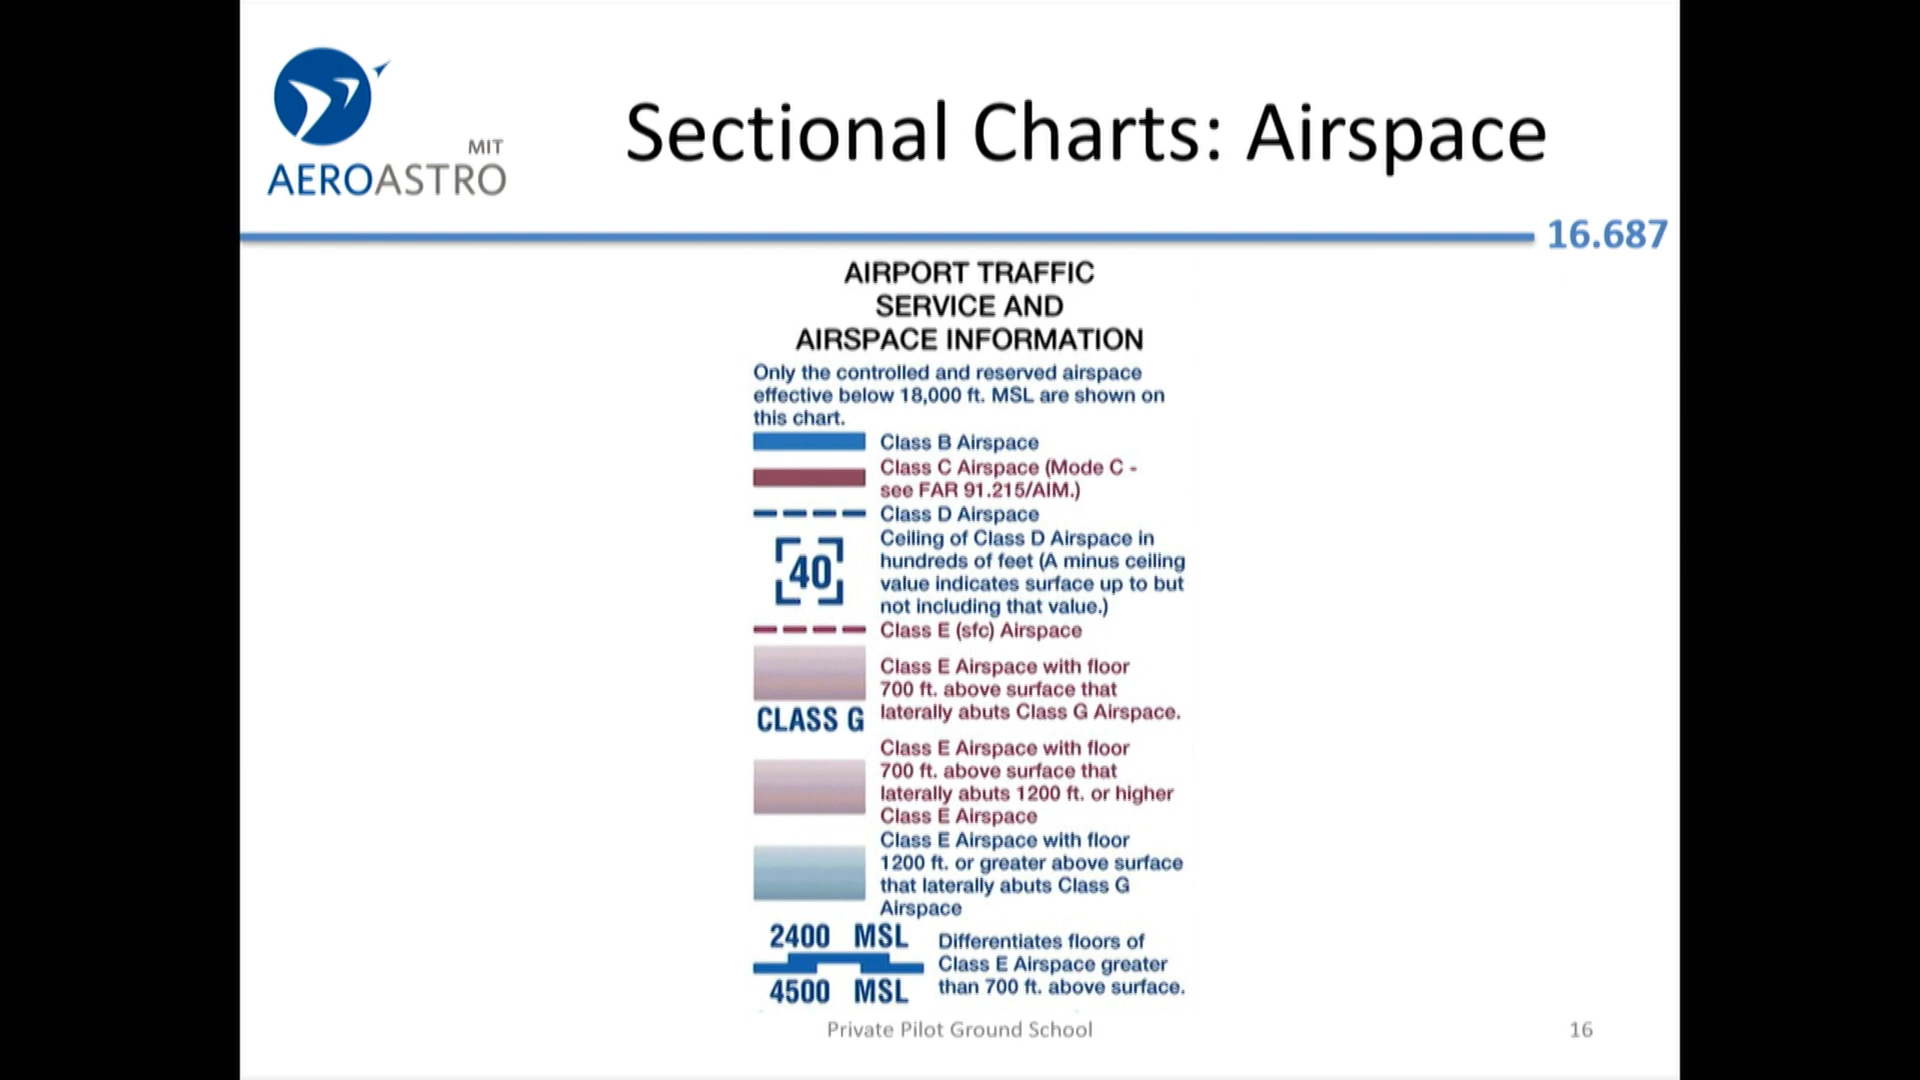 MIT
AEROASTRO
Sectional Charts: Airspace
16.687
AIRPORT TRAFFIC
SERVICE AND
AIRSPACE INFORMATION
Only the controlled and reserved airspace
effective below 18,000 ft. MSL are shown on
this chart.
Class B Airspace
Class C Airspace (Mode C -
see FAR 91.215/AIM.)
Class D Airspace
40
Ceiling of Class D Airspace in
hundreds of feet (A minus ceiling
value indicates surface up to but
not including that value.)
Class E (sfc) Airspace
Class E Airspace with floor
700 ft. above surface that
laterally abuts Class G Airspace.
CLASS G
Class E Airspace with floor
700 ft. above surface that
laterally abuts 1200 ft. or higher
Class E Airspace
Class E Airspace with floor
1200 ft. or greater above surface
that laterally abuts Class G
Airspace
2400 MSL
4500 MSL
Differentiates floors of
Class E Airspace greater
than 700 ft. above surface.
Private Pilot Ground School
16